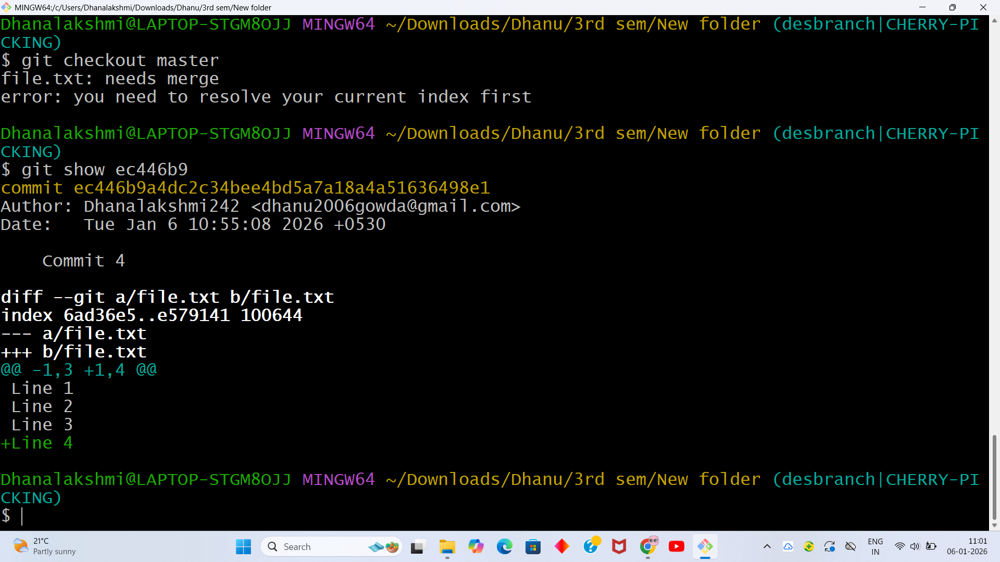 MINGW64:/c/Users/Dhanalakshmi/Downloads/Dhanu/3rd sem/New folder
Dhanalakshmi@LAPTOP-STGM8OJJ MINGW64 ~/Downloads/Dhanu/3rd sem/New folder (desbranch|CHERRY-PI
CKING)
$ git checkout master
file.txt: needs merge
error: you need to resolve your current index first
Dhanalakshmi@LAPTOP-STGM8OJJ MINGW64 ~/Downloads/Dhanu/3rd sem/New folder (desbranch|CHERRY-PI
CKING)
$ git show ec446b9
commit ec446b9a4dc2c34bee4bd5a7a18a4a51636498e1
Author: Dhanalakshmi242 <dhanu2006gowda@gmail.com>
Date:   Tue Jan 6 10:55:08 2026 +0530
    Commit 4
diff --git a/file.txt b/file.txt
index 6ad36e5..e579141 100644
--- a/file.txt
+++ b/file.txt
@@ -1,3 +1,4 @@
 Line 1
 Line 2
 Line 3
+Line 4
Dhanalakshmi@LAPTOP-STGM8OJJ MINGW64 ~/Downloads/Dhanu/3rd sem/New folder (desbranch|CHERRY-PI
CKING)
$
21°C
Partly sunny
Search
ENG
IN
11:01
06-01-2026